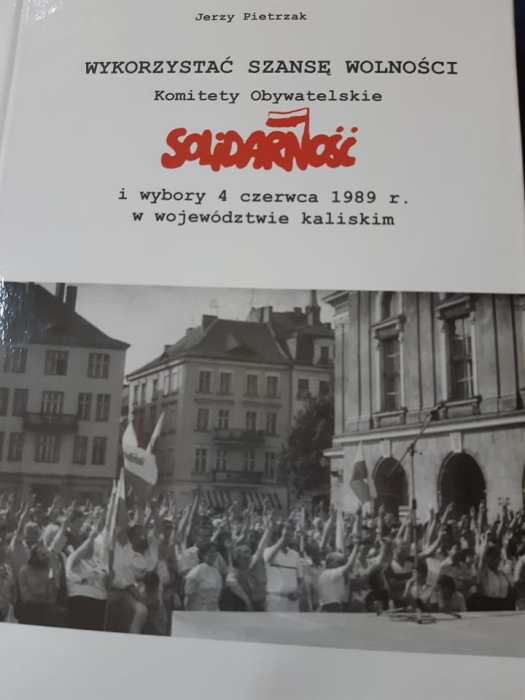 Jerzy Pietrzak
WYKORZYSTAĆ SZANSĘ WOLNOŚCI
Komitety Obywatelskie
SOLIDARNOŚĆ
i wybory 4 czerwca 1989 r.
w województwie kaliskim